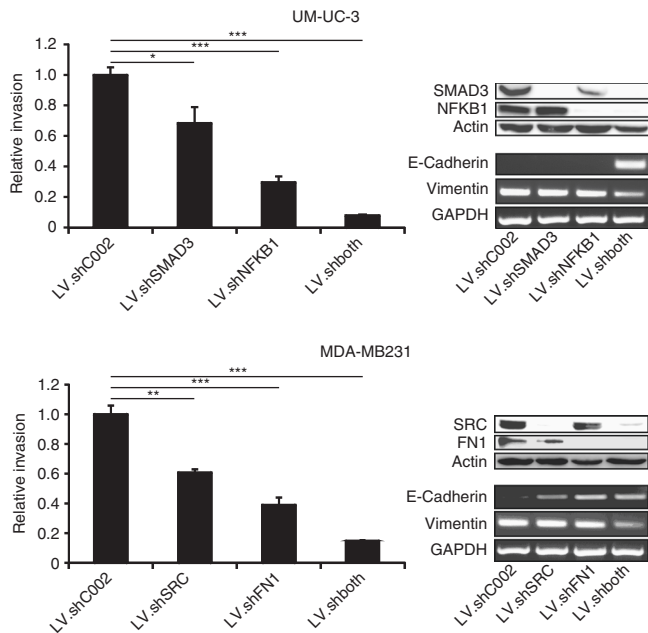 UM-UC-3
***
***
*
1.2
1.0
0.8
0.6
0.4
0.2
0
Relative invasion
LV.shC002
LV.shSMAD3
LV.shNFKB1
LV.shboth
SMAD3
NFKB1
Actin
E-Cadherin
Vimentin
GAPDH
LV.shC002
LV.shSMAD3
LV.shNFKB1
LV.shboth
MDA-MB231
***
***
**
1.2
1.0
0.8
0.6
0.4
0.2
0
Relative invasion
LV.shC002
LV.shSRC
LV.shFN1
LV.shboth
SRC
FN1
Actin
E-Cadherin
Vimentin
GAPDH
LV.shC002
LV.shSRC
LV.shFN1
LV.shboth